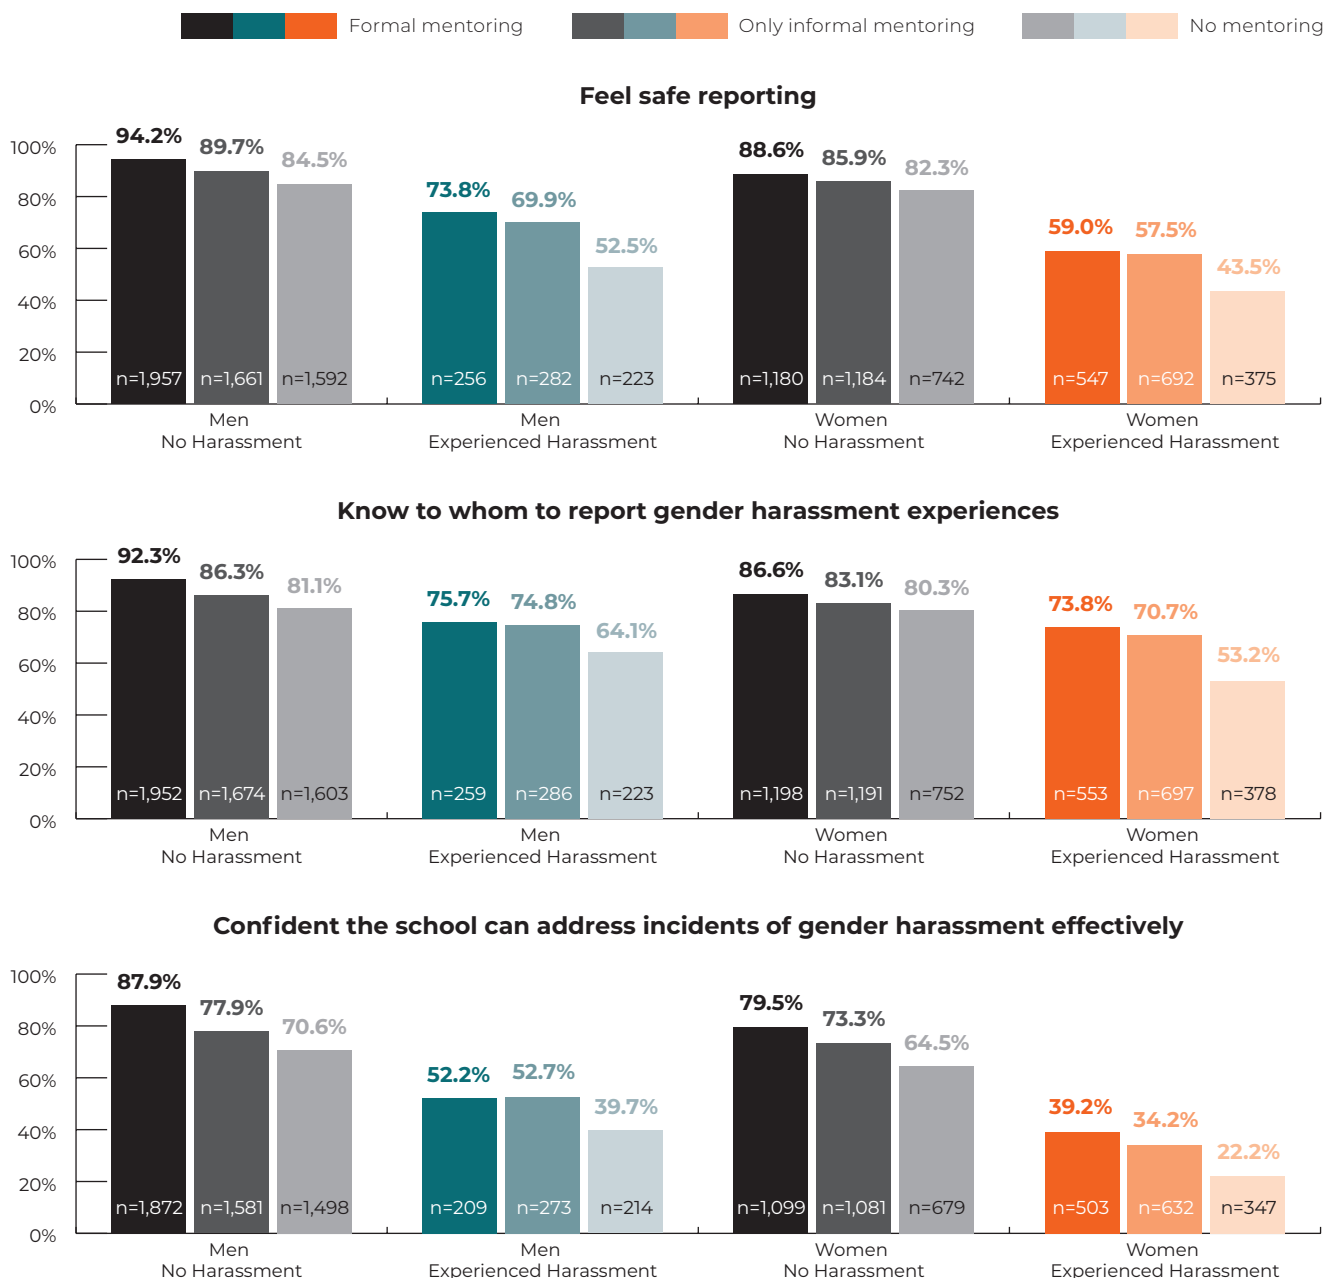 Formal mentoring Only informal mentoring No mentoring
Feel safe reporting
100%
80%
60%
40%
20%
0%
94.2% 89.7% 84.5% 73.8% 69.9% 52.5% 88.6% 85.9% 82.3% 59.0% 57.5% 43.5%
n=1,957 n=1,661 n=1,592 n=256 n=282 n=223 n=1,180 n=1,184 n=742 n=547 n=692 n=375
Men Men Women Women
No Harassment Experienced Harassment No Harassment Experienced Harassment
Know to whom to report gender harassment experiences
100%
80%
60%
40%
20%
0%
92.3% 86.3% 81.1% 75.7% 74.8% 64.1% 86.6% 83.1% 80.3% 73.8% 70.7% 53.2%
n=1,952 n=1,674 n=1,603 n=259 n=286 n=223 n=1,198 n=1,191 n=752 n=553 n=697 n=378
Men Men Women Women
No Harassment Experienced Harassment No Harassment Experienced Harassment
Confident the school can address incidents of gender harassment effectively
100%
80%
60%
40%
20%
0%
87.9% 77.9% 70.6% 52.2% 52.7% 39.7% 79.5% 73.3% 64.5% 39.2% 34.2% 22.2%
n=1,872 n=1,581 n=1,498 n=209 n=273 n=214 n=1,099 n=1,081 n=679 n=503 n=632 n=347
Men Men Women Women
No Harassment Experienced Harassment No Harassment Experienced Harassment